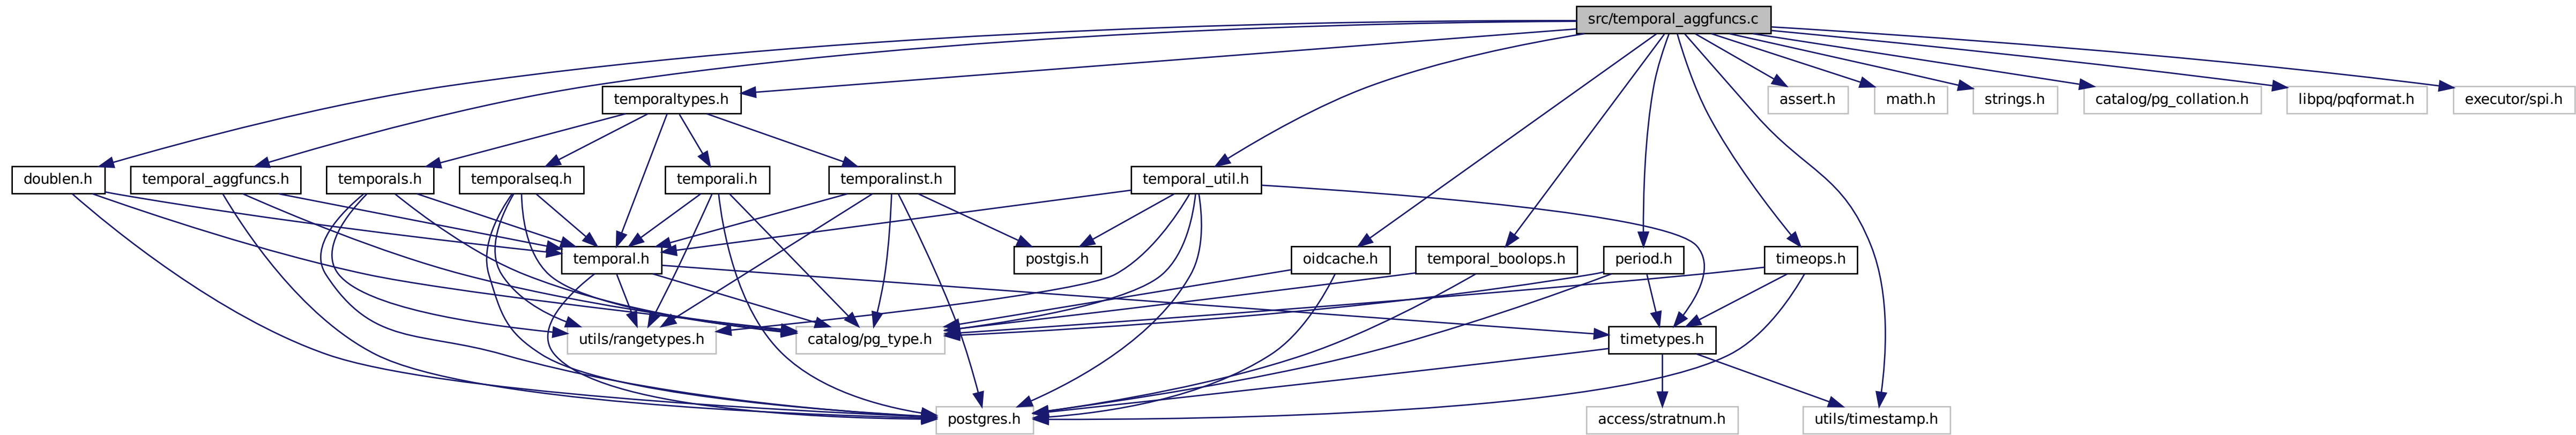 src/temporal_aggfuncs.c
temporaltypes.h
assert.h
math.h
strings.h
catalog/pg_collation.h
libpq/pqformat.h
executor/spi.h
doublen.h
temporal_aggfuncs.h
temporals.h
temporalseq.h
temporali.h
temporalinst.h
temporal_util.h
temporal.h
postgis.h
oidcache.h
temporal_boolops.h
period.h
timeops.h
utils/rangetypes.h
catalog/pg_type.h
timetypes.h
postgres.h
access/stratnum.h
utils/timestamp.h